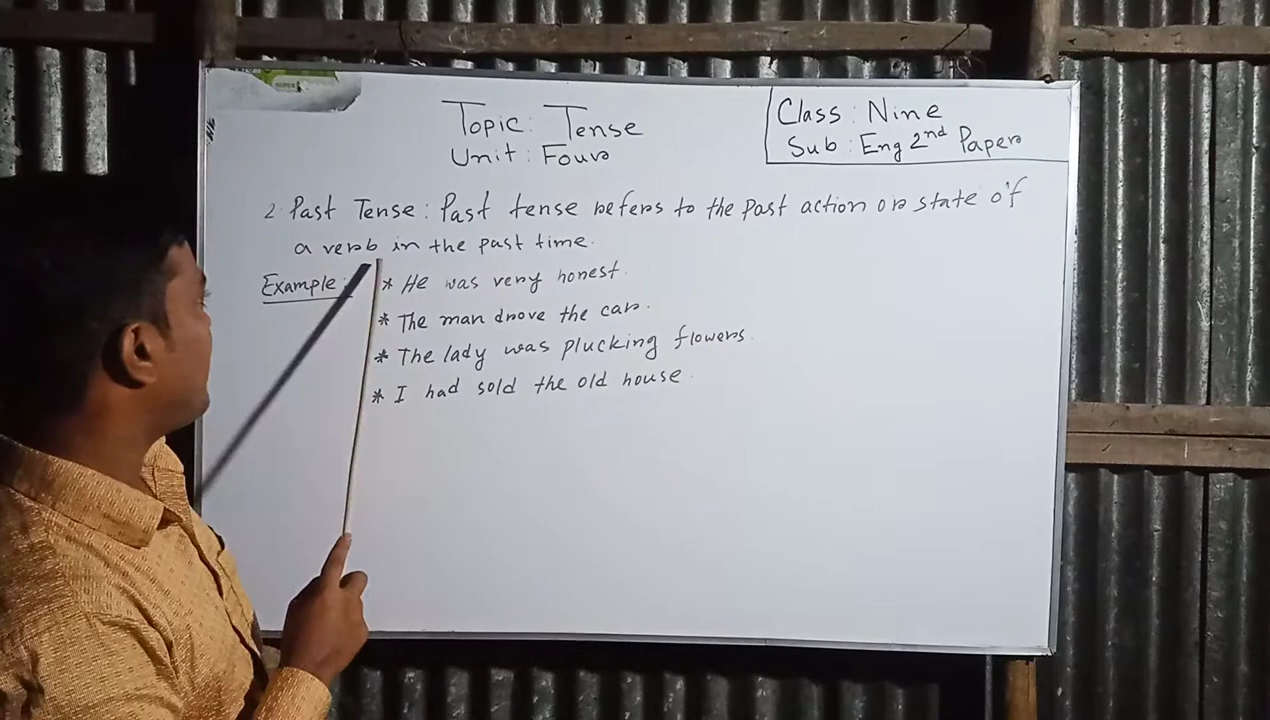 Topic: Tense
Unit: Four
Class: Nine
Sub: Eng 2nd Paper
2. Past Tense: Past tense refers to the past action or state of
a verb in the past time.
Example: * He was very honest.
* The man drove the car.
* The lady was plucking flowers.
* I had sold the old house.